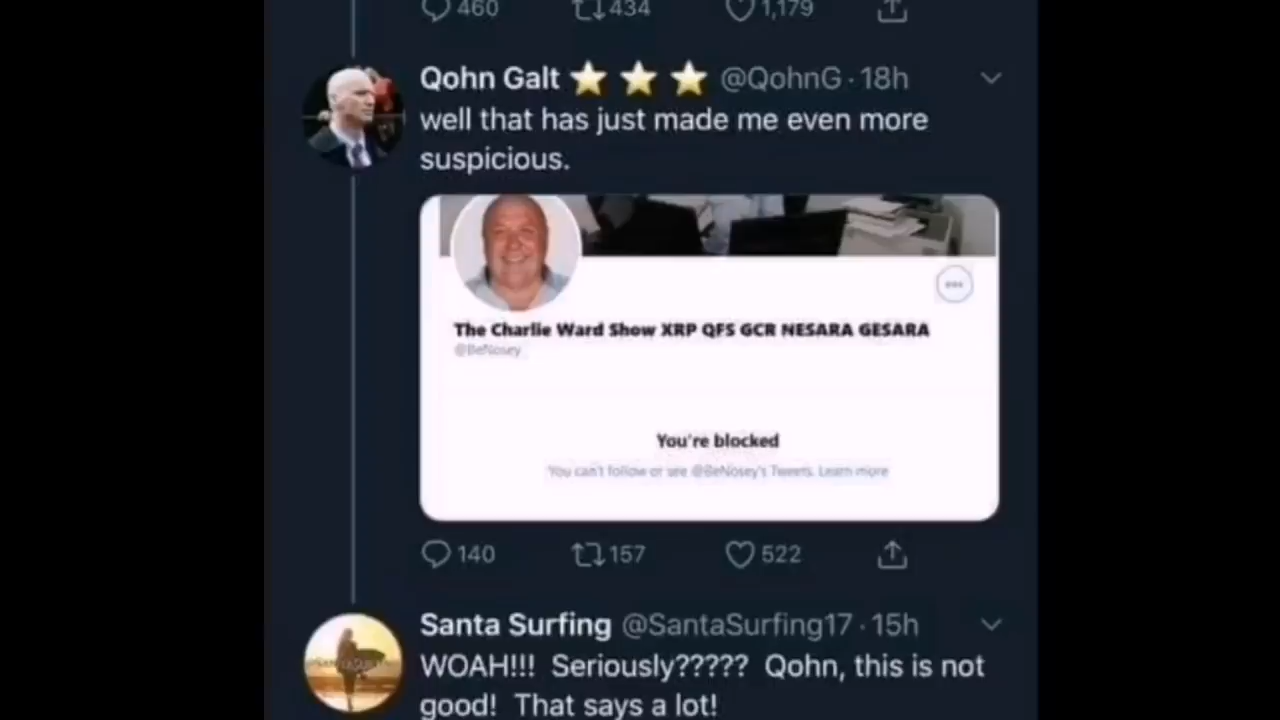 460 434 1,179
Qohn Galt ⭐ ⭐ ⭐ @QohnG · 18h
well that has just made me even more
suspicious.
The Charlie Ward Show XRP QFS GCR NESARA GESARA
@BeNosey
You're blocked
You can't follow or see @BeNosey's Tweets. Learn more
140 157 522
Santa Surfing @SantaSurfing17 · 15h
WOAH!!! Seriously????? Qohn, this is not
good! That says a lot!